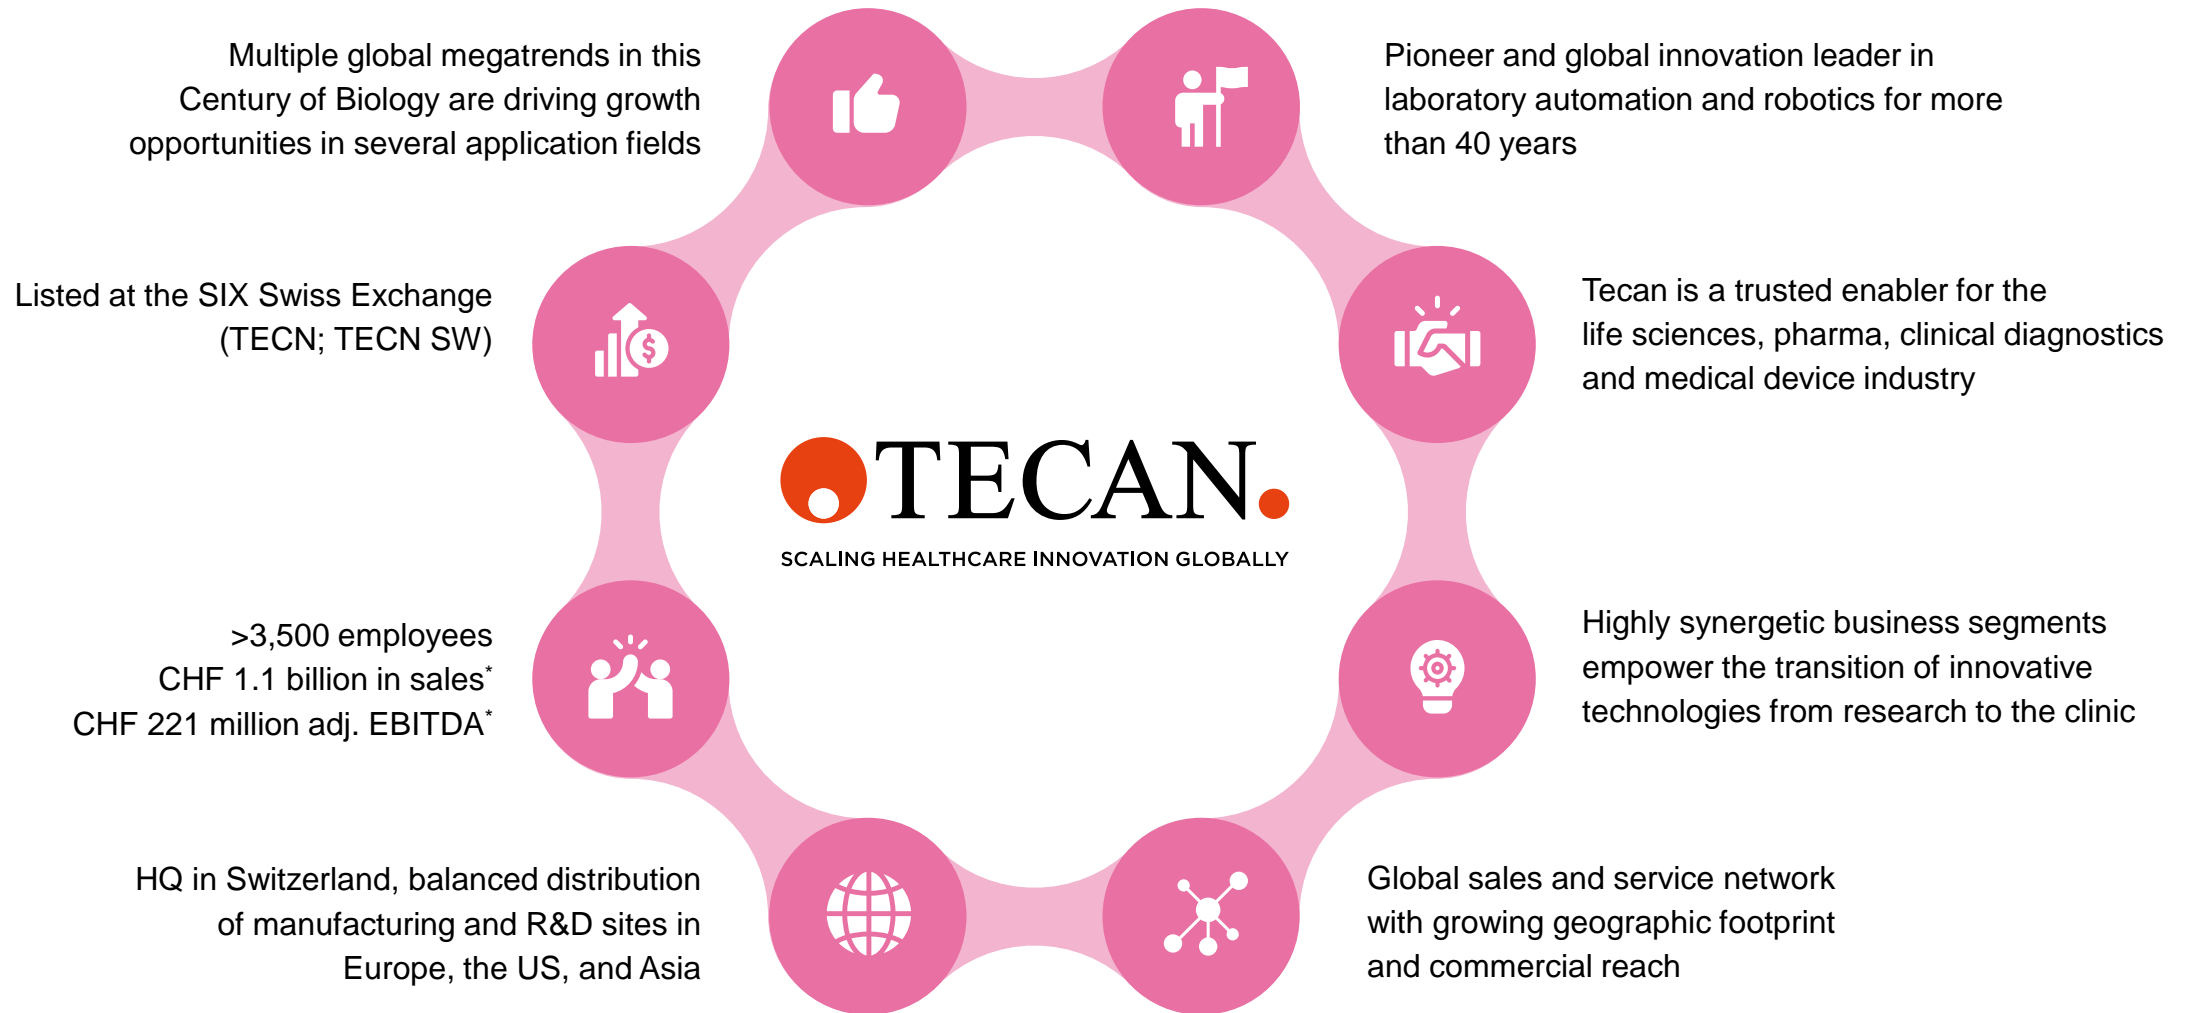 Multiple global megatrends in this
Century of Biology are driving growth
opportunities in several application fields
Pioneer and global innovation leader in
laboratory automation and robotics for more
than 40 years
Listed at the SIX Swiss Exchange
(TECN; TECN SW)
Tecan is a trusted enabler for the
life sciences, pharma, clinical diagnostics
and medical device industry
TECAN.
SCALING HEALTHCARE INNOVATION GLOBALLY
>3,500 employees
CHF 1.1 billion in sales*
CHF 221 million adj. EBITDA*
Highly synergetic business segments
empower the transition of innovative
technologies from research to the clinic
HQ in Switzerland, balanced distribution
of manufacturing and R&D sites in
Europe, the US, and Asia
Global sales and service network
with growing geographic footprint
and commercial reach
$